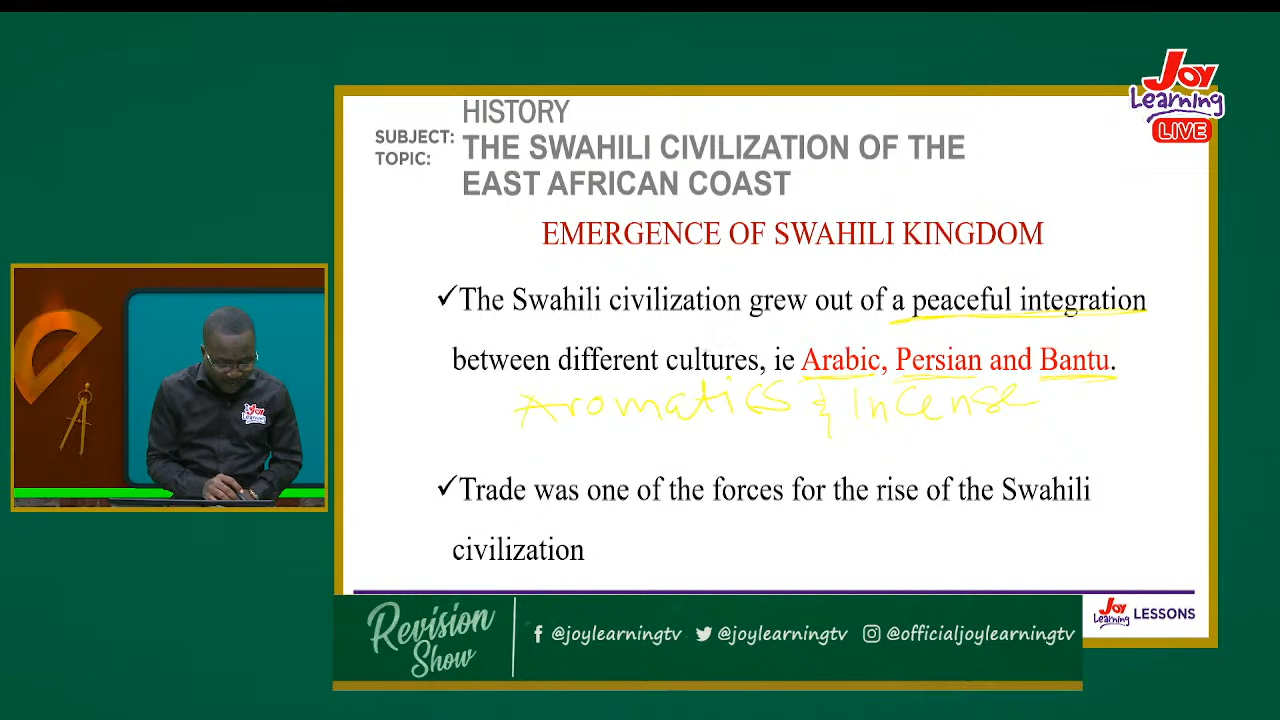 Joy
Learning
LIVE
HISTORY
SUBJECT:
TOPIC:
THE SWAHILI CIVILIZATION OF THE
EAST AFRICAN COAST
EMERGENCE OF SWAHILI KINGDOM
✓The Swahili civilization grew out of a peaceful integration
between different cultures, ie Arabic, Persian and Bantu.
Aromatics & Incense
✓Trade was one of the forces for the rise of the Swahili
civilization
Joy
Learning
Joy
Learning
LESSONS
Revision
Show
f @joylearningtv @joylearningtv @officialjoylearningtv